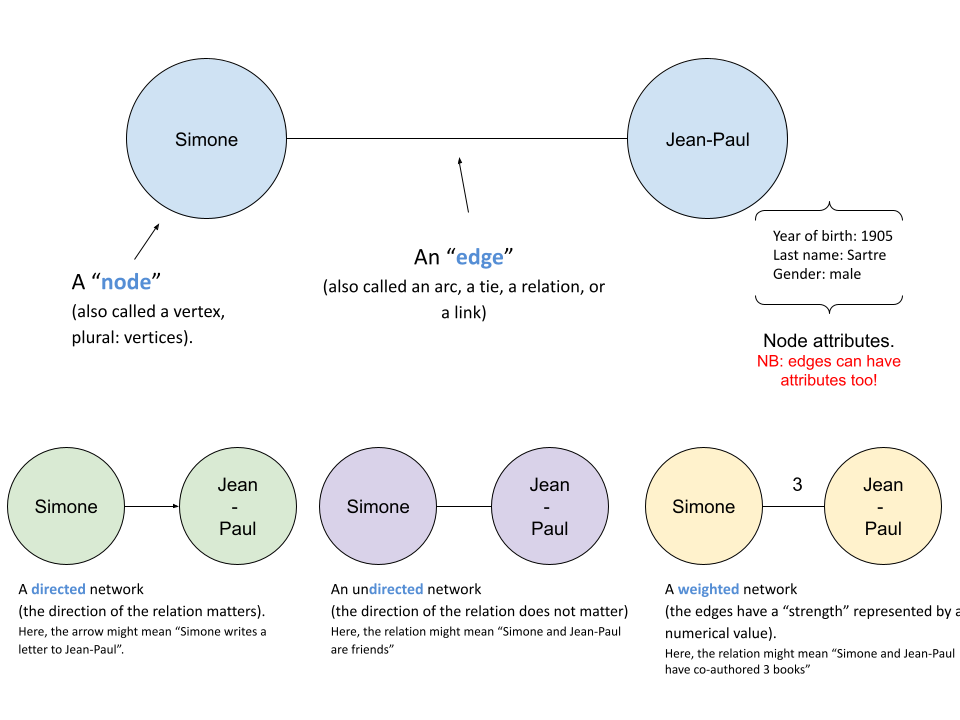 Simone
Jean-Paul
A “node”
(also called a vertex,
plural: vertices).
An “edge”
(also called an arc, a tie, a relation, or
a link)
Year of birth: 1905
Last name: Sartre
Gender: male
Node attributes.
NB: edges can have
attributes too!
Simone
Jean
-
Paul
A directed network
(the direction of the relation matters).
Here, the arrow might mean “Simone writes a
letter to Jean-Paul”.
Simone
Jean
-
Paul
An undirected network
(the direction of the relation does not matter)
Here, the relation might mean “Simone and Jean-Paul
are friends”
Simone
3
Jean
-
Paul
A weighted network
(the edges have a “strength” represented by a
numerical value).
Here, the relation might mean “Simone and Jean-Paul
have co-authored 3 books”